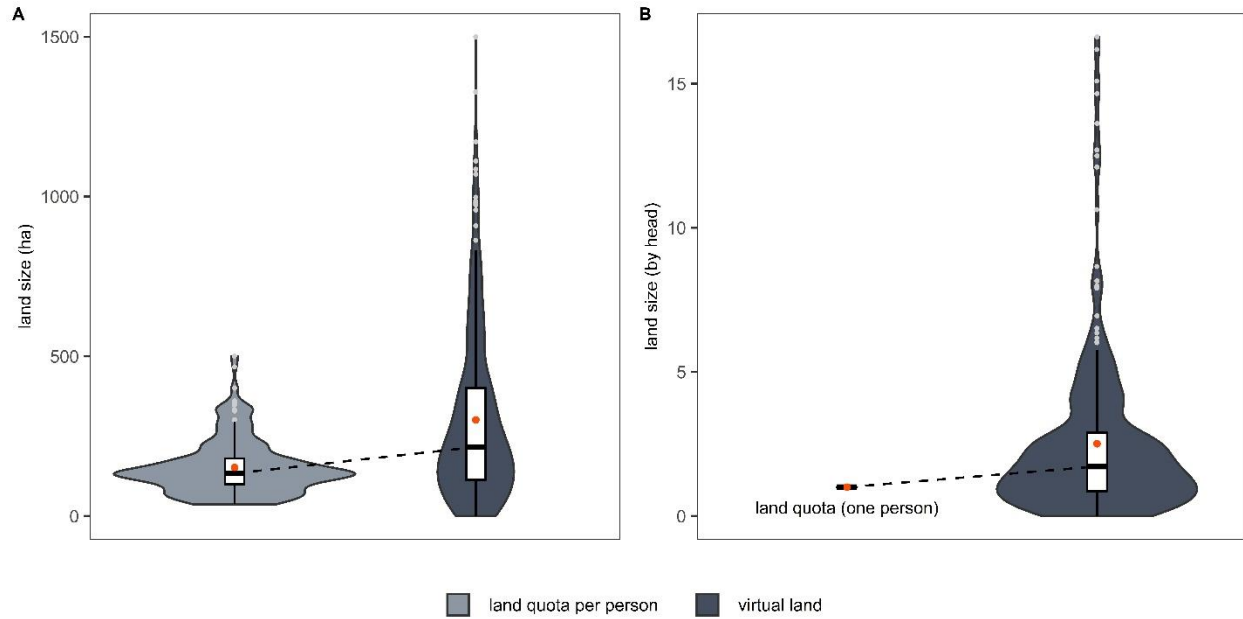 A
B
1500
1000
500
0
land size (ha)
15
10
5
0
land size (by head)
land quota (one person)
land quota per person
virtual land